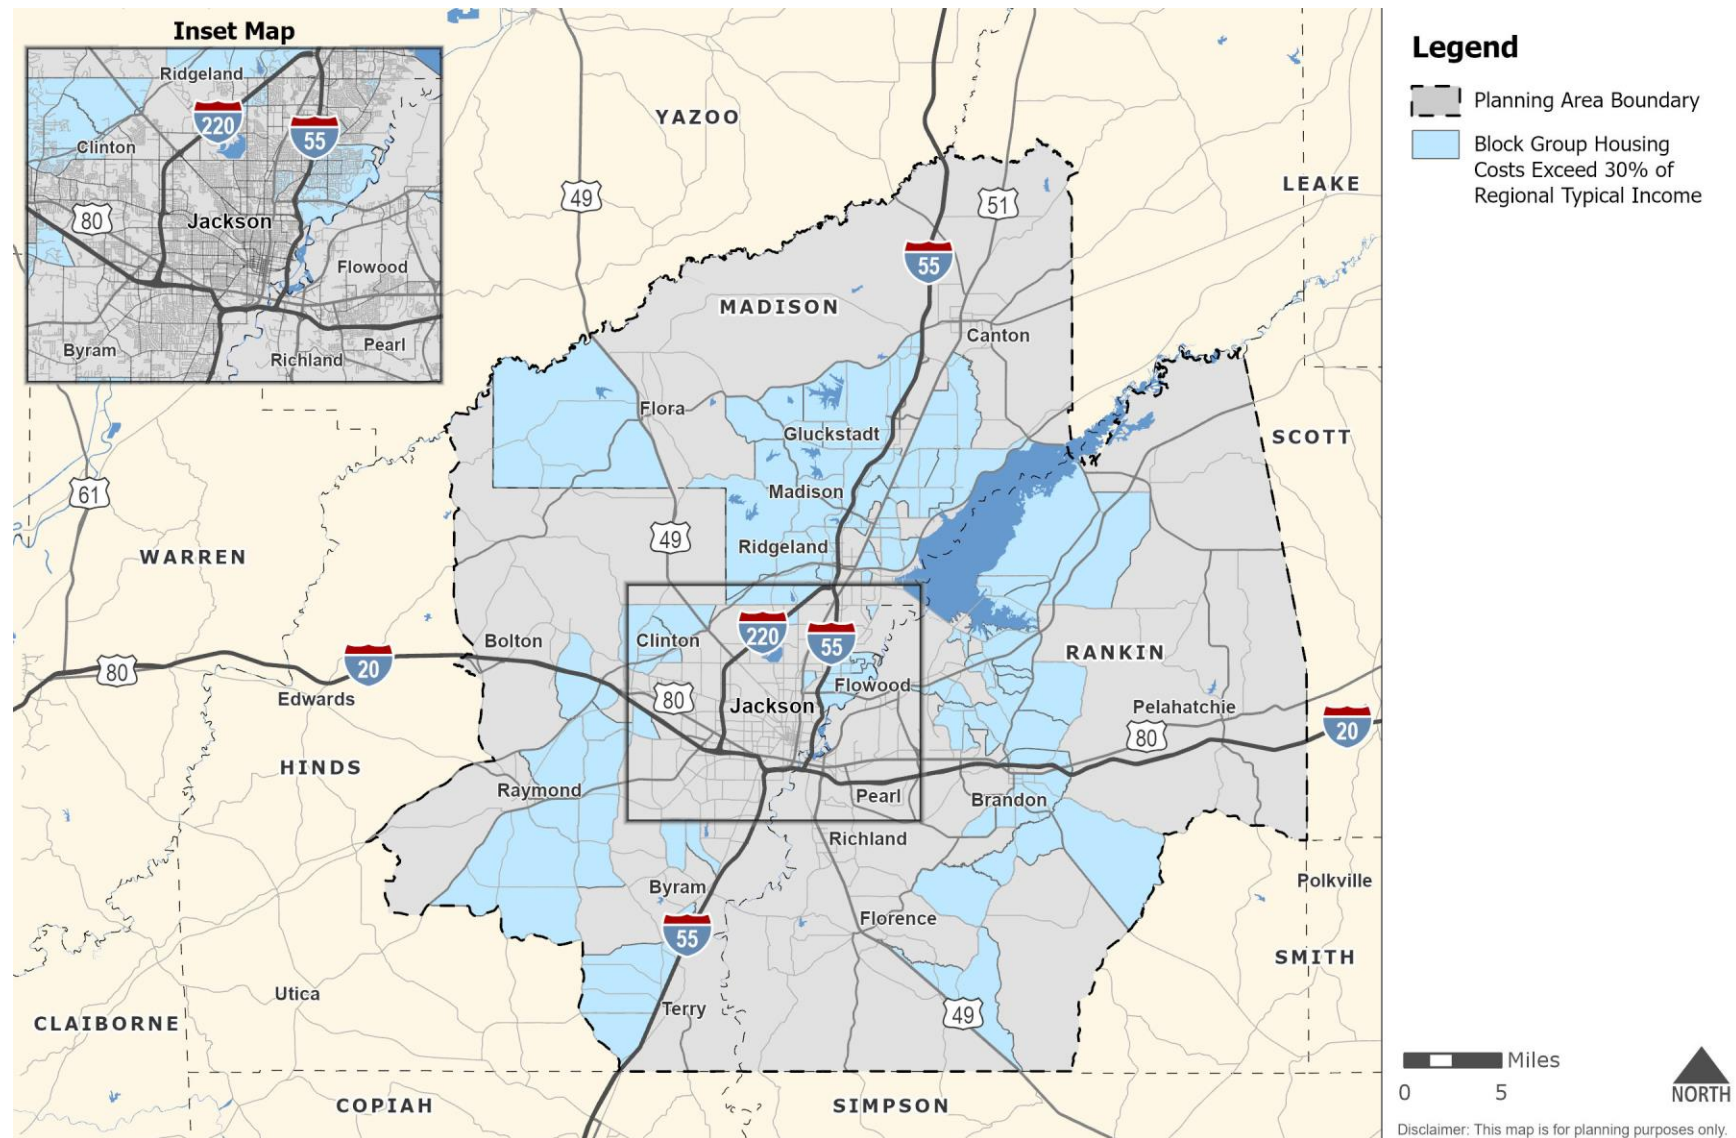 Inset Map
Ridgeland
220
55
Clinton
80
Jackson
Flowood
Byram
Richland
Pearl
YAZOO
49
51
LEAKE
55
MADISON
Canton
Flora
Gluckstadt
SCOTT
61
Madison
49
Ridgeland
WARREN
Bolton
Clinton
220
55
RANKIN
80
20
Edwards
80
Flowood
Jackson
Pelahatchie
80
20
HINDS
Raymond
Pearl
Brandon
Richland
Byram
Polkville
Florence
55
SMITH
Utica
Terry
49
CLAIBORNE
COPIAH
SIMPSON
Legend
Planning Area Boundary
Block Group Housing
Costs Exceed 30% of
Regional Typical Income
Miles
0 5
NORTH
Disclaimer: This map is for planning purposes only.